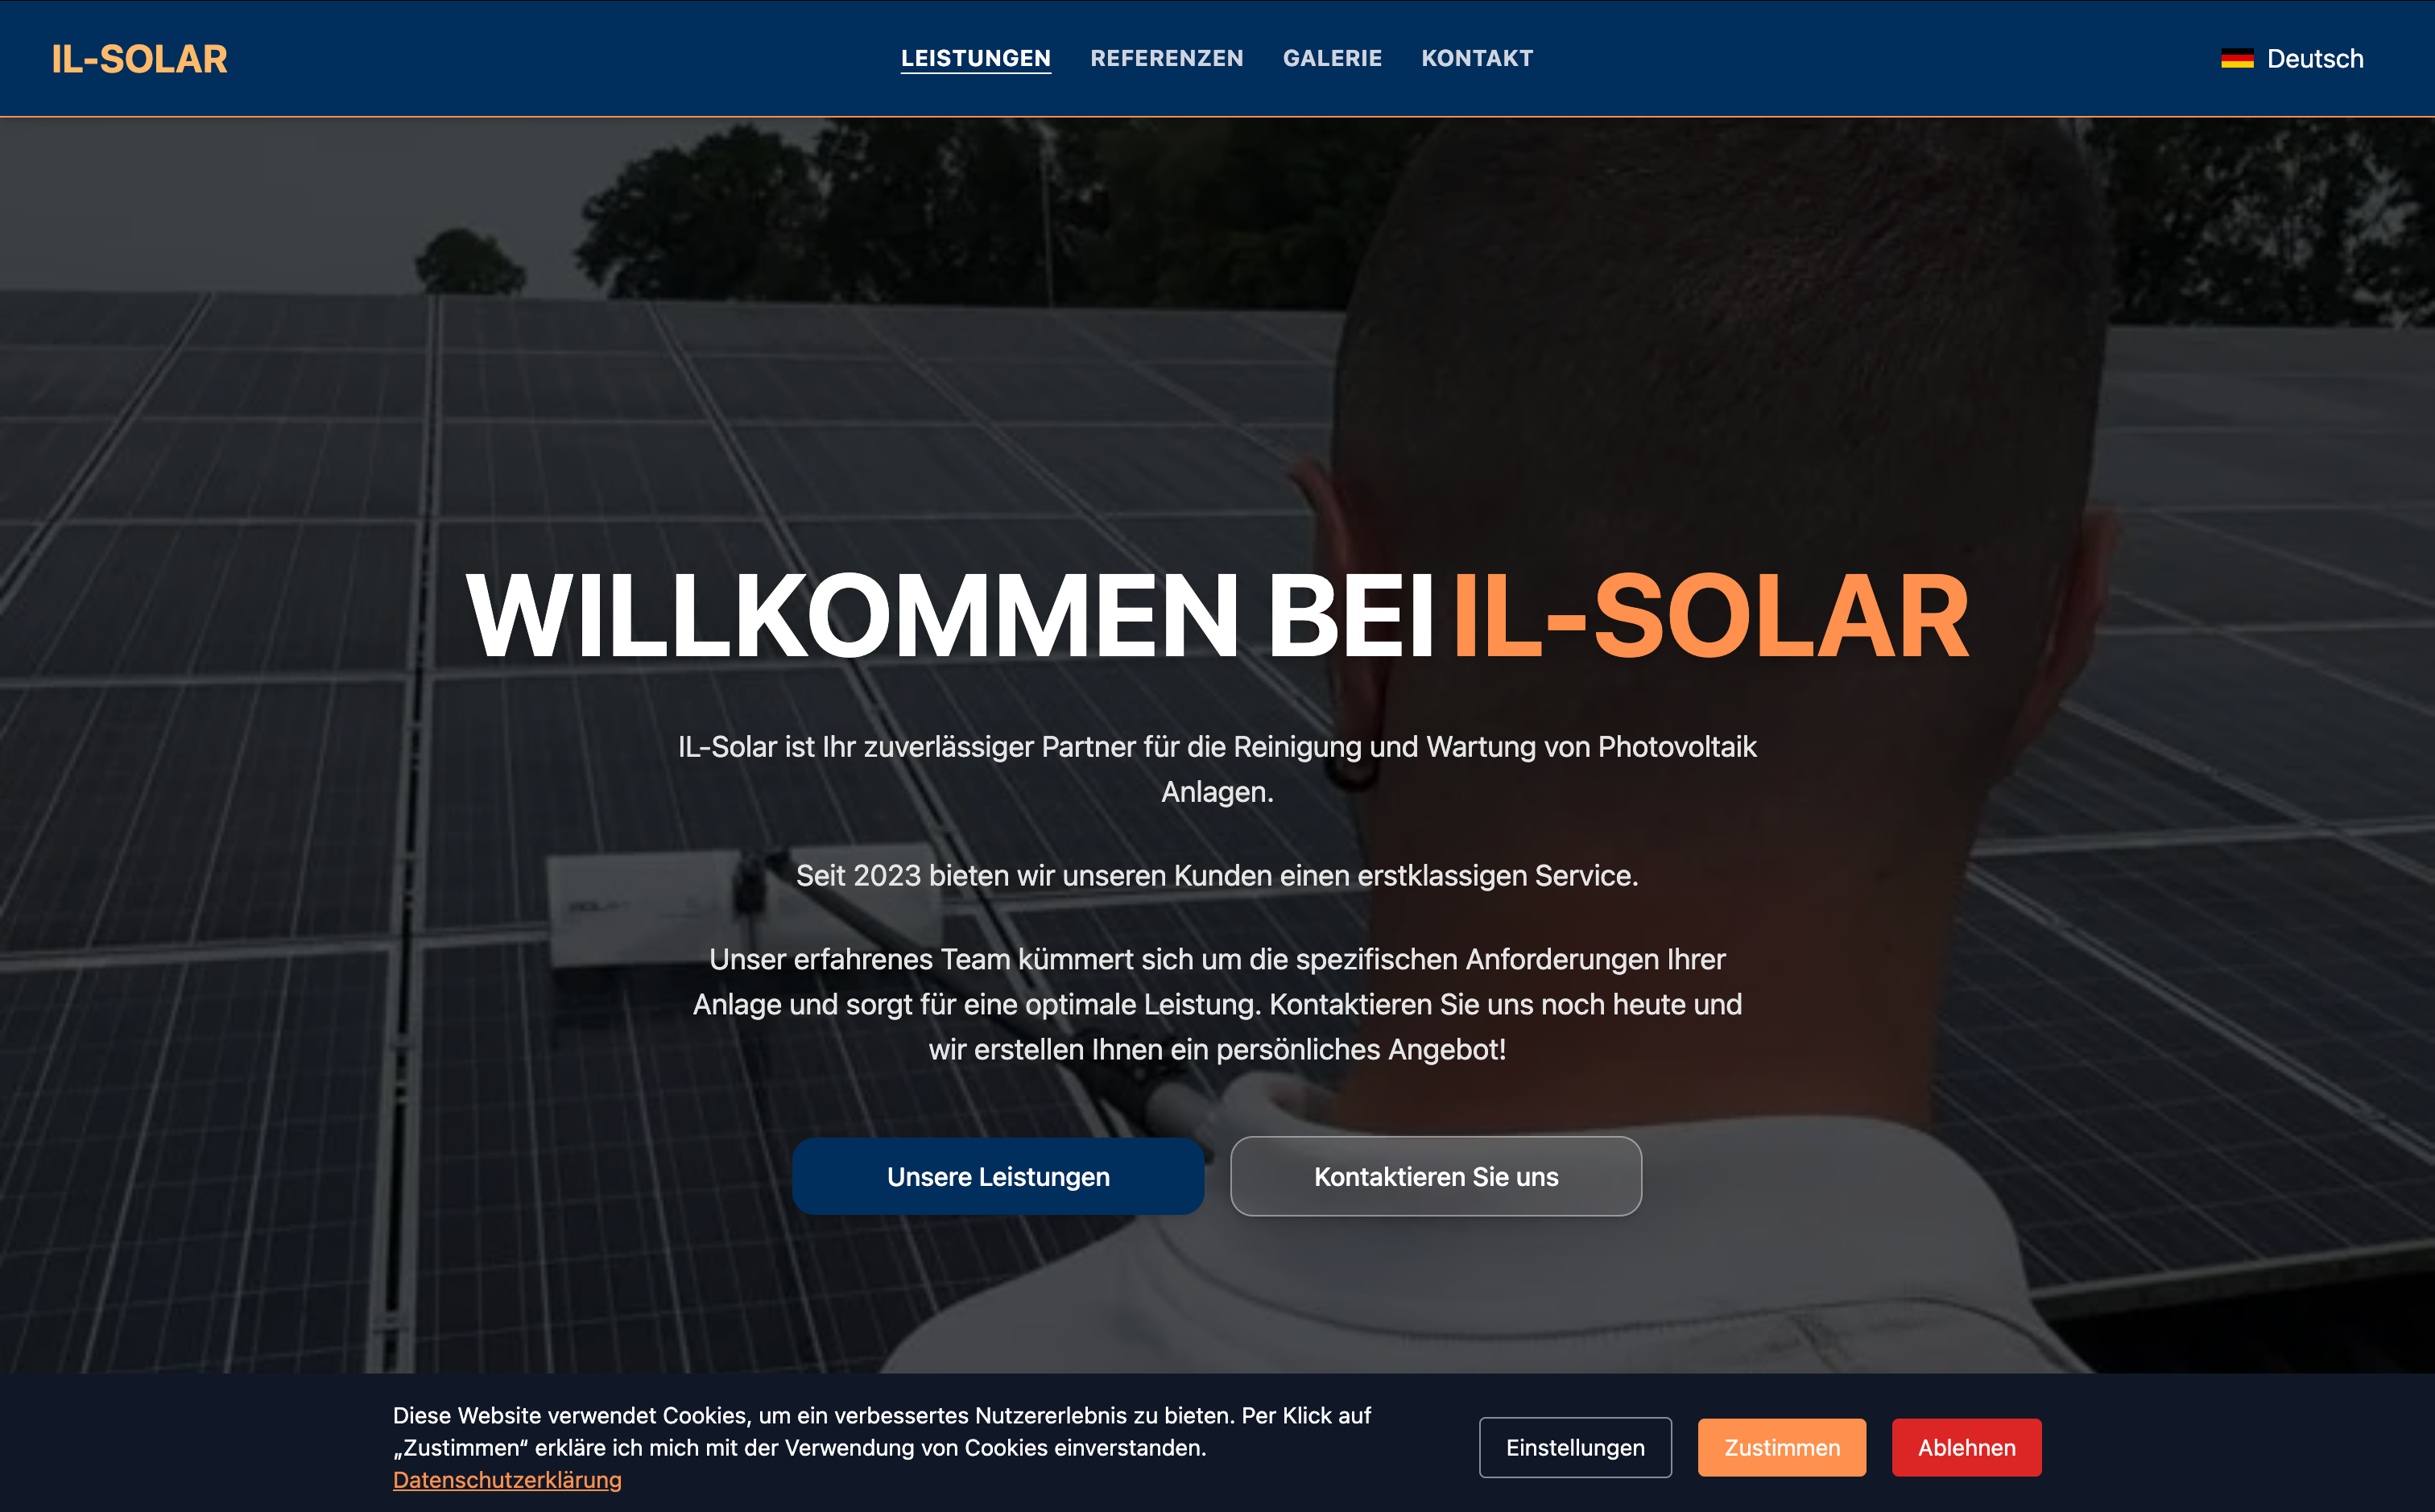 IL-SOLAR
LEISTUNGEN
REFERENZEN
GALERIE
KONTAKT
Deutsch
WILLKOMMEN BEI IL-SOLAR
IL-Solar ist Ihr zuverlässiger Partner für die Reinigung und Wartung von Photovoltaik
Anlagen.
Seit 2023 bieten wir unseren Kunden einen erstklassigen Service.
Unser erfahrenes Team kümmert sich um die spezifischen Anforderungen Ihrer
Anlage und sorgt für eine optimale Leistung. Kontaktieren Sie uns noch heute und
wir erstellen Ihnen ein persönliches Angebot!
Unsere Leistungen
Kontaktieren Sie uns
Diese Website verwendet Cookies, um ein verbessertes Nutzererlebnis zu bieten. Per Klick auf
„Zustimmen“ erkläre ich mich mit der Verwendung von Cookies einverstanden.
Datenschutzerklärung
Einstellungen
Zustimmen
Ablehnen